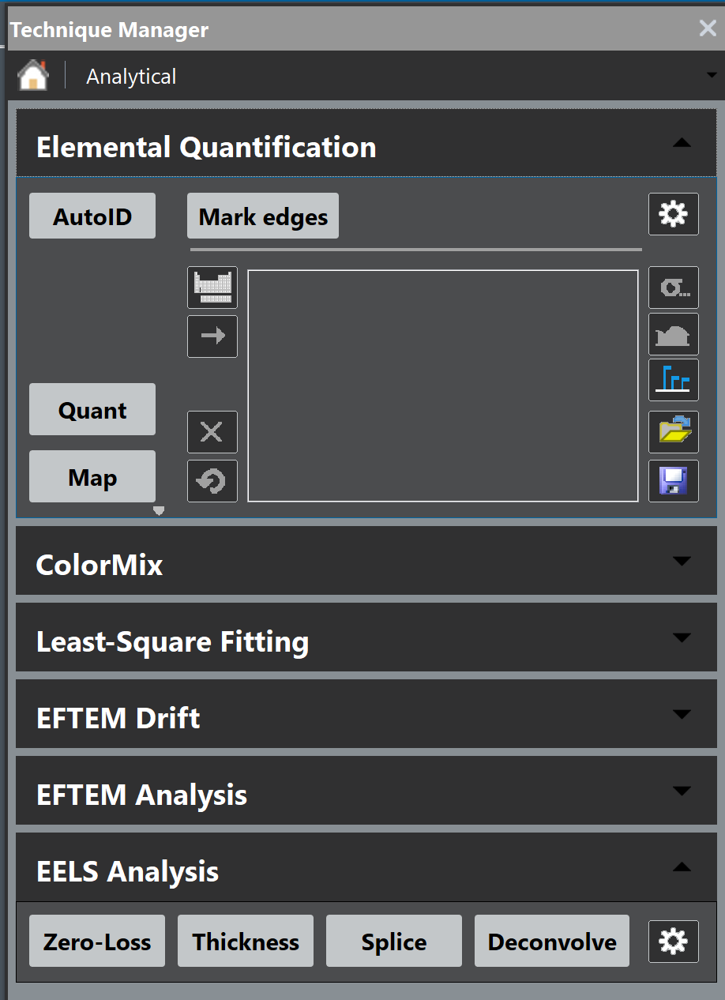 Technique Manager
Analytical
Elemental Quantification
AutoID
Mark edges
σ...
Quant
Map
ColorMix
Least-Square Fitting
EFTEM Drift
EFTEM Analysis
EELS Analysis
Zero-Loss Thickness Splice Deconvolve